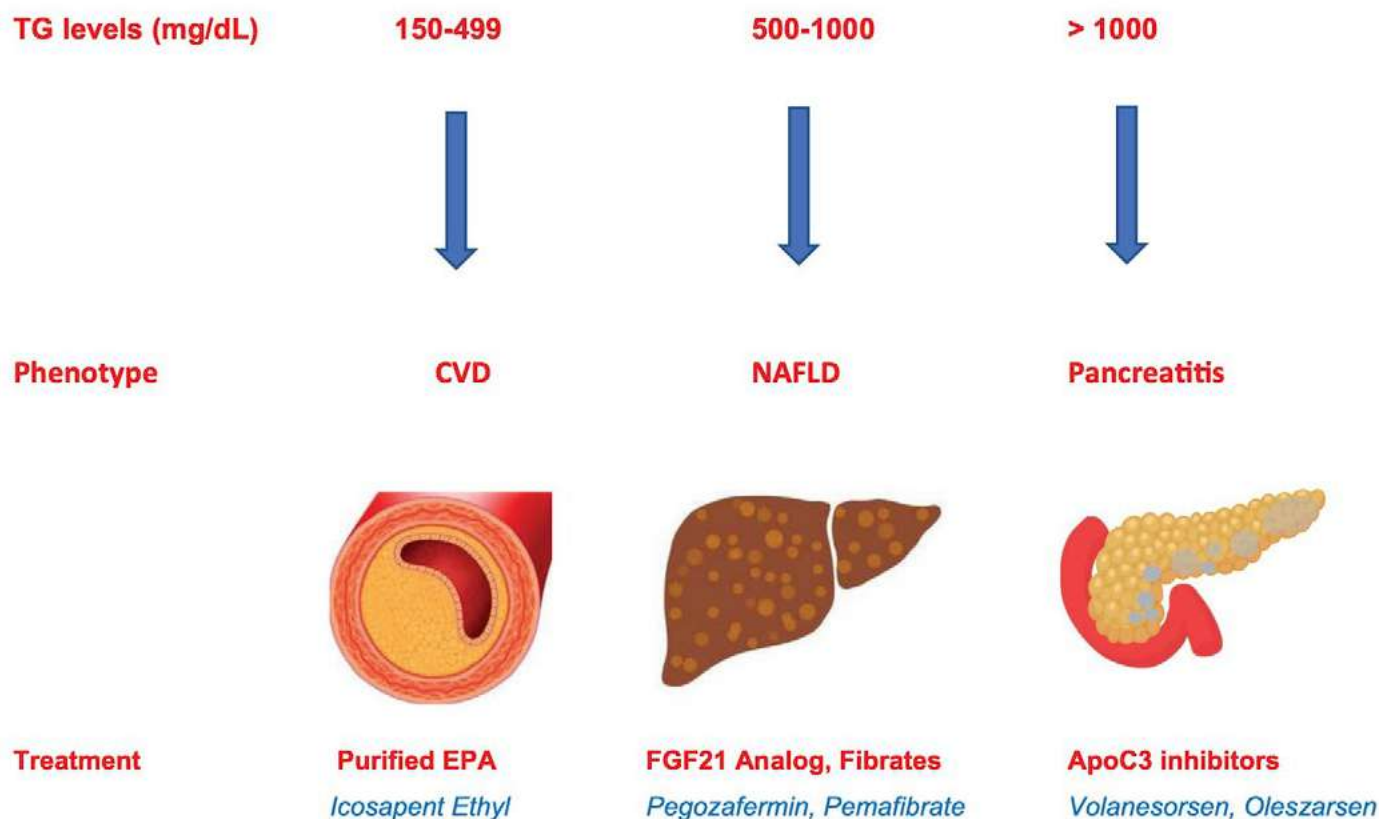 TG levels (mg/dL) 150-499 500-1000 > 1000
Phenotype CVD NAFLD Pancreatitis
Treatment Purified EPA FGF21 Analog, Fibrates ApoC3 inhibitors
Icosapent Ethyl Pegozafermin, Pemafibrate Volanesorsen, Oleszarsen